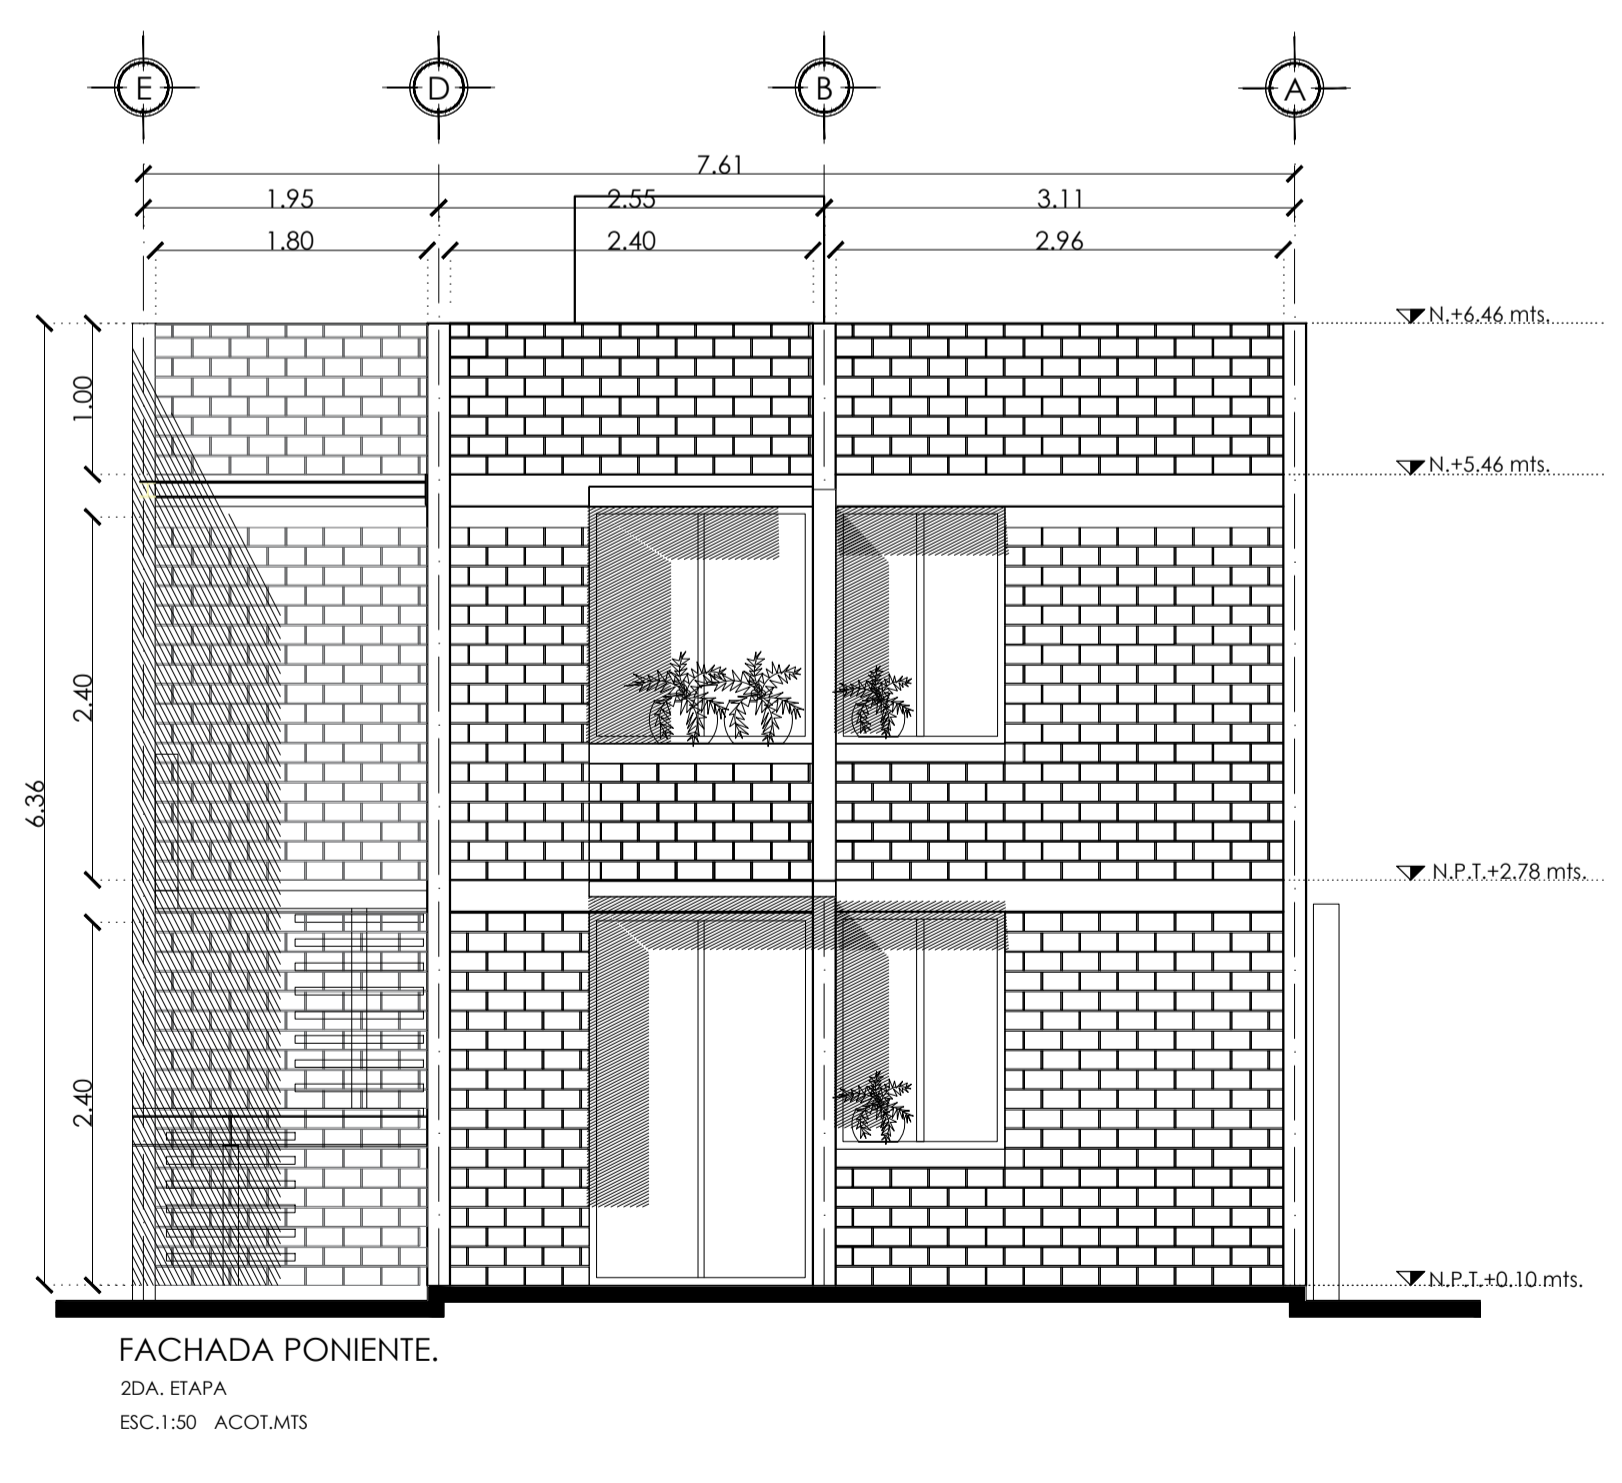 E D B A
7.61
1.95 2.55 3.11
1.80 2.40 2.96
N.+6.46 mts.
1.00
N.+5.46 mts.
2.40
6.36
N.P.T.+2.78 mts.
2.40
N.P.T.+0.10 mts.
FACHADA PONIENTE.
2DA. ETAPA
ESC.1:50 ACOT.MTS